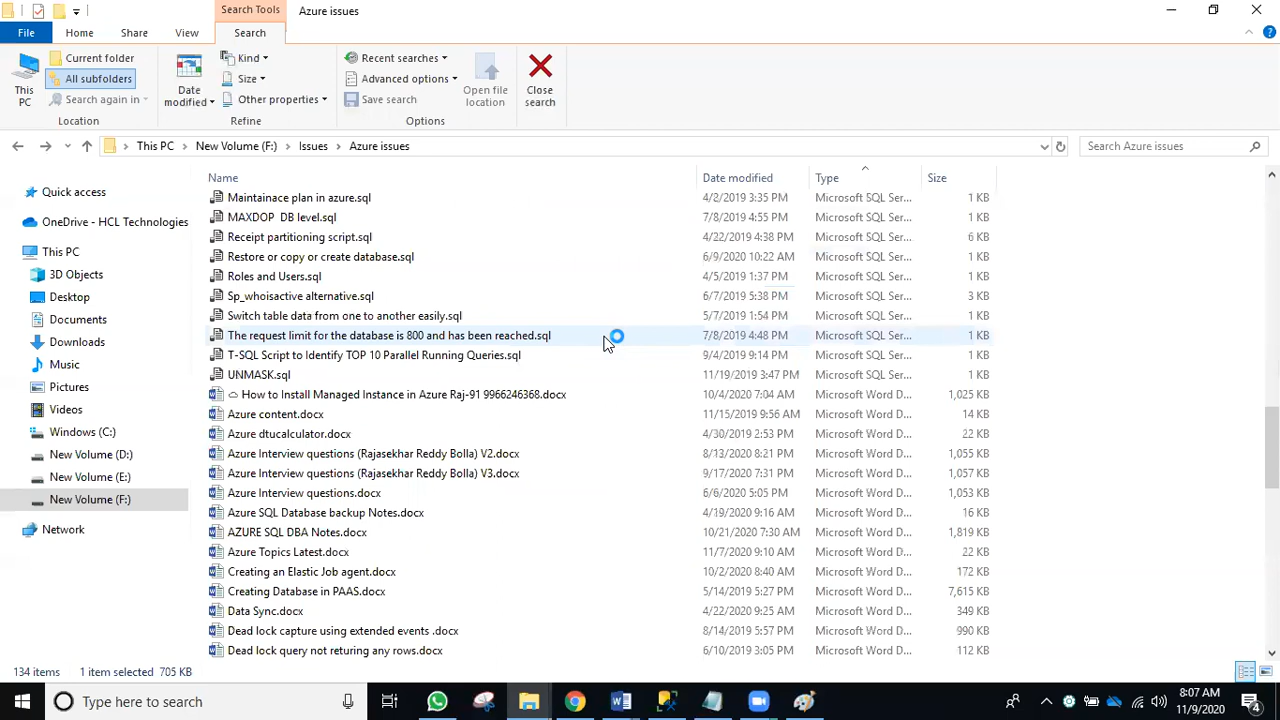 Search Tools
Azure issues
File
Home
Share
View
Search
This PC
Current folder
All subfolders
Search again in
Location
Date modified
Kind
Size
Other properties
Refine
Recent searches
Advanced options
Save search
Options
Open file location
Close search
This PC
New Volume (F:)
Issues
Azure issues
Search Azure issues
Name
Date modified
Type
Size
Quick access
OneDrive - HCL Technologies
This PC
3D Objects
Desktop
Documents
Downloads
Music
Pictures
Videos
Windows (C:)
New Volume (D:)
New Volume (E:)
New Volume (F:)
Network
Maintainace plan in azure.sql 4/2/2019 3:35 PM Microsoft SQL Ser... 1 KB
MAXDOP DB level.sql 7/8/2019 4:55 PM Microsoft SQL Ser... 1 KB
Receipt partitioning script.sql 4/22/2019 4:38 PM Microsoft SQL Ser... 6 KB
Restore or copy or create database.sql 6/9/2020 10:22 AM Microsoft SQL Ser... 1 KB
Roles and Users.sql 4/5/2019 1:37 PM Microsoft SQL Ser... 1 KB
Sp_whoisactive alternative.sql 6/7/2019 5:38 PM Microsoft SQL Ser... 3 KB
Switch table data from one to another easily.sql 5/7/2019 1:54 PM Microsoft SQL Ser... 1 KB
The request limit for the database is 800 and has been reached.sql 7/8/2019 4:48 PM Microsoft SQL Ser... 1 KB
T-SQL Script to Identify TOP 10 Parallel Running Queries.sql 9/4/2019 9:14 PM Microsoft SQL Ser... 1 KB
UNMASK.sql 11/19/2019 3:47 PM Microsoft SQL Ser... 1 KB
How to Install Managed Instance in Azure Raj-91 9966246368.docx 10/4/2020 7:04 AM Microsoft Word D... 1,025 KB
Azure content.docx 11/15/2019 9:56 AM Microsoft Word D... 14 KB
Azure dtucalculator.docx 4/30/2019 2:53 PM Microsoft Word D... 22 KB
Azure Interview questions (Rajasekhar Reddy Bolla) V2.docx 8/13/2020 8:21 PM Microsoft Word D... 1,055 KB
Azure Interview questions (Rajasekhar Reddy Bolla) V3.docx 9/17/2020 7:31 PM Microsoft Word D... 1,057 KB
Azure Interview questions.docx 6/6/2020 5:05 PM Microsoft Word D... 1,053 KB
Azure SQL Database backup Notes.docx 4/20/2019 9:16 AM Microsoft Word D... 16 KB
AZURE SQL DBA Notes.docx 10/21/2020 7:30 AM Microsoft Word D... 1,819 KB
Azure Topics Latest.docx 11/7/2020 9:10 AM Microsoft Word D... 22 KB
Creating an Elastic Job agent.docx 10/2/2020 8:40 AM Microsoft Word D... 172 KB
Creating Database in PAAS.docx 5/14/2019 5:27 PM Microsoft Word D... 7,615 KB
Data Sync.docx 4/22/2020 9:25 AM Microsoft Word D... 349 KB
Dead lock capture using extended events .docx 8/14/2019 5:57 PM Microsoft Word D... 990 KB
Dead lock query not returing any rows.docx 6/10/2019 3:05 PM Microsoft Word D... 112 KB
134 items 1 item selected 705 KB
Type here to search
8:07 AM
11/9/2020
4